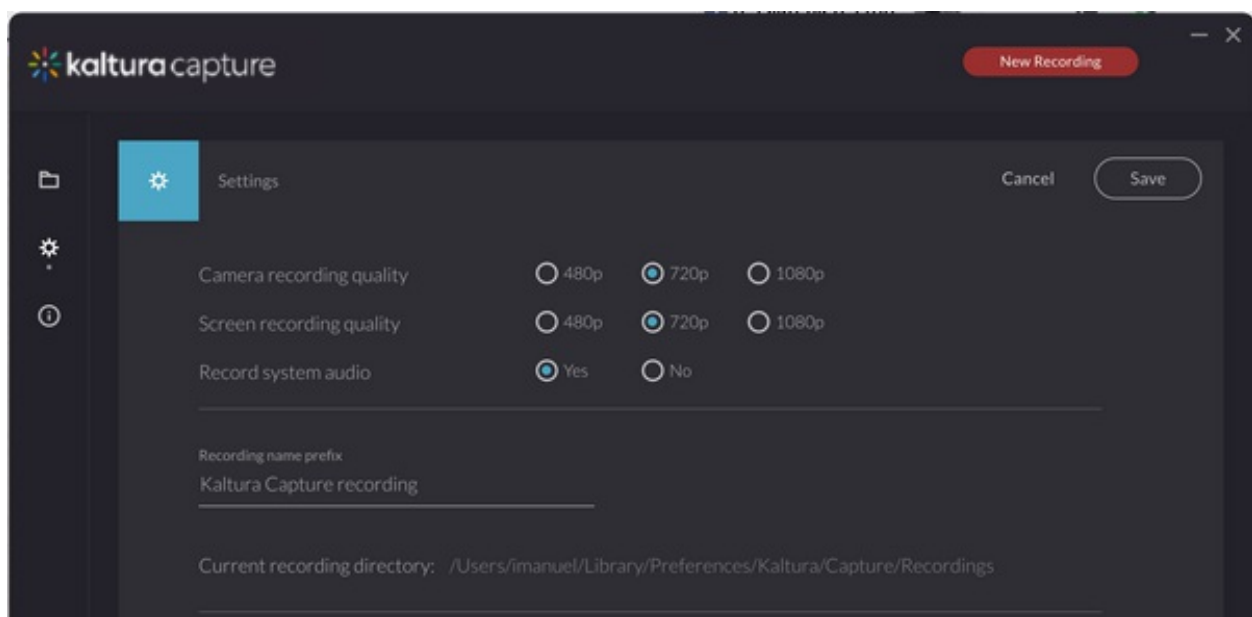 kaltura capture
New Recording
Settings
Cancel
Save
Camera recording quality 480p 720p 1080p
Screen recording quality 480p 720p 1080p
Record system audio Yes No
Recording name prefix
Kaltura Capture recording
Current recording directory: /Users/imanuel/Library/Preferences/Kaltura/Capture/Recordings